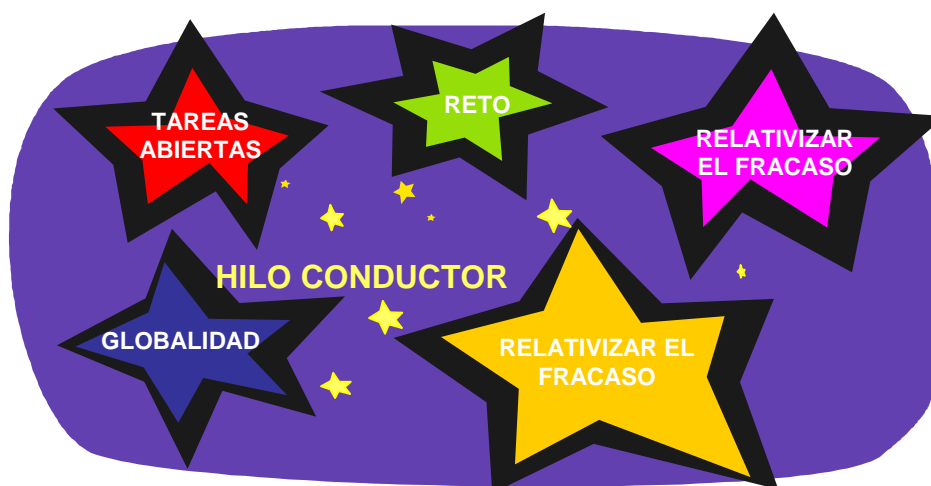 TAREAS
ABIERTAS
RETO
RELATIVIZAR
EL FRACASO
HILO CONDUCTOR
GLOBALIDAD
RELATIVIZAR EL
FRACASO